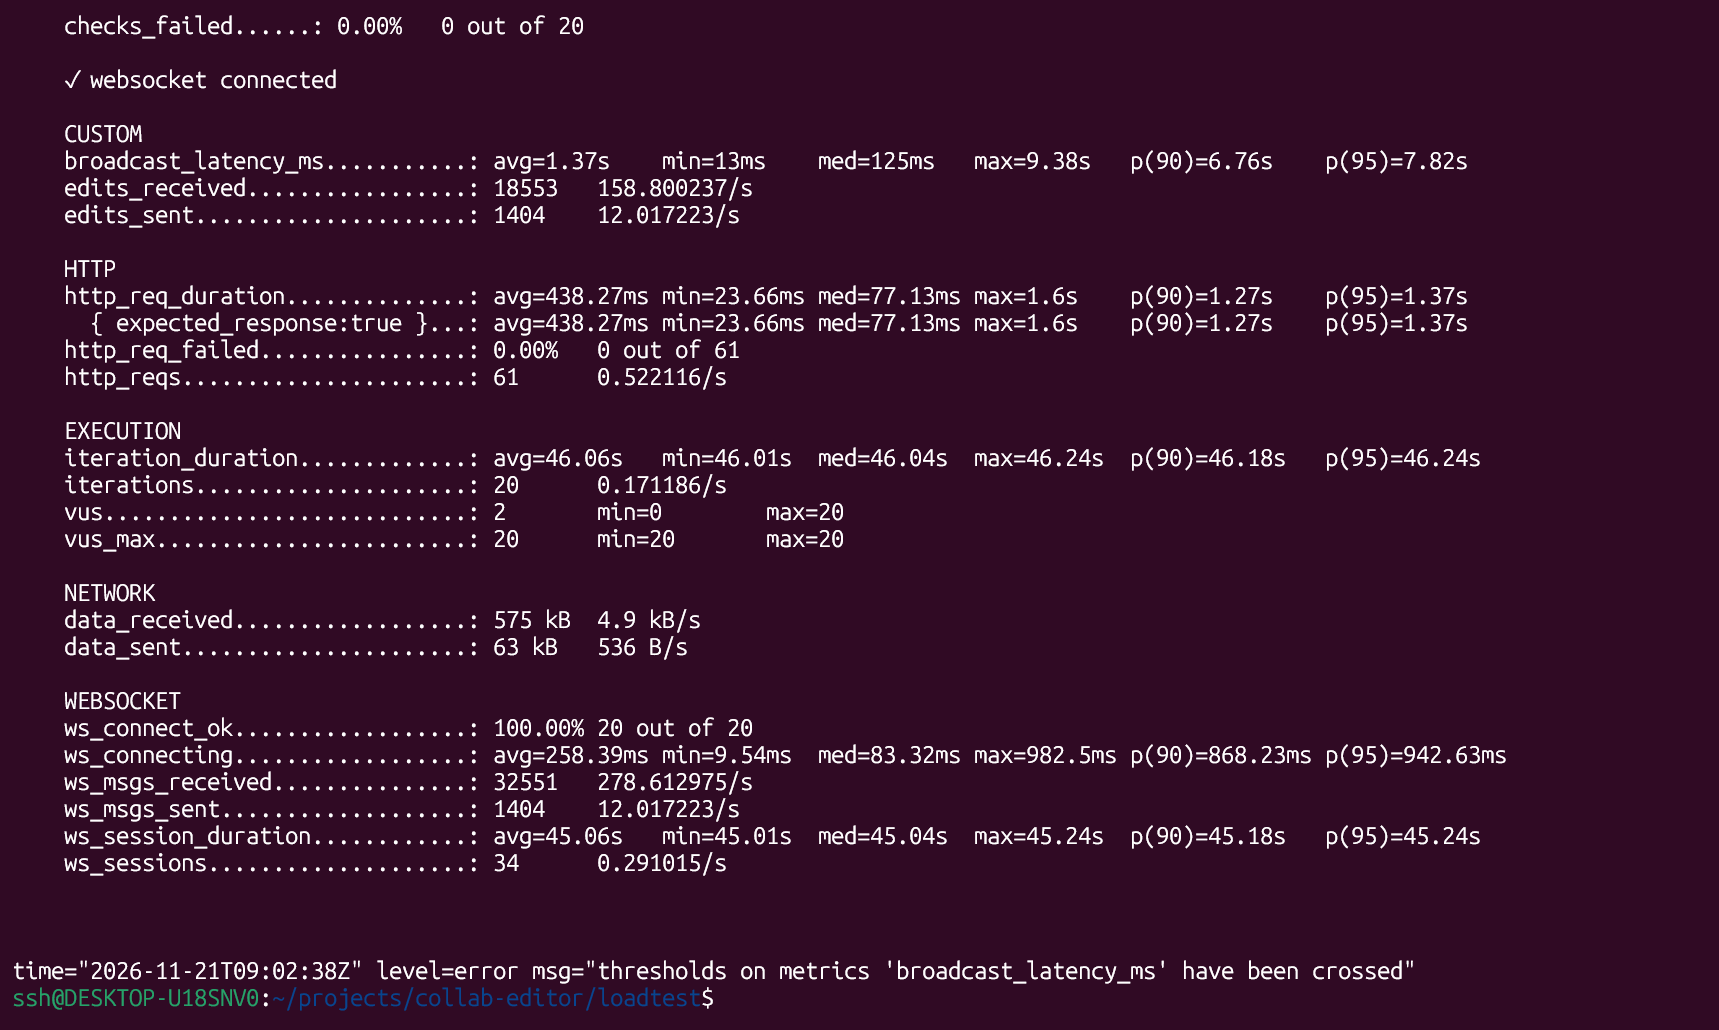 checks_failed......: 0.00%   0 out of 20
✓ websocket connected
CUSTOM
broadcast_latency_ms...........: avg=1.37s    min=13ms    med=125ms   max=9.38s   p(90)=6.76s    p(95)=7.82s
edits_received.................: 18553   158.800237/s
edits_sent.....................: 1404    12.017223/s
HTTP
http_req_duration..............: avg=438.27ms min=23.66ms med=77.13ms max=1.6s    p(90)=1.27s    p(95)=1.37s
  { expected_response:true }...: avg=438.27ms min=23.66ms med=77.13ms max=1.6s    p(90)=1.27s    p(95)=1.37s
http_req_failed................: 0.00%   0 out of 61
http_reqs......................: 61      0.522116/s
EXECUTION
iteration_duration.............: avg=46.06s   min=46.01s  med=46.04s  max=46.24s  p(90)=46.18s   p(95)=46.24s
iterations.....................: 20      0.171186/s
vus............................: 2       min=0        max=20
vus_max........................: 20      min=20       max=20
NETWORK
data_received..................: 575 kB  4.9 kB/s
data_sent......................: 63 kB   536 B/s
WEBSOCKET
ws_connect_ok..................: 100.00% 20 out of 20
ws_connecting..................: avg=258.39ms min=9.54ms  med=83.32ms max=982.5ms p(90)=868.23ms p(95)=942.63ms
ws_msgs_received...............: 32551   278.612975/s
ws_msgs_sent...................: 1404    12.017223/s
ws_session_duration............: avg=45.06s   min=45.01s  med=45.04s  max=45.24s  p(90)=45.18s   p(95)=45.24s
ws_sessions....................: 34      0.291015/s
time="2026-11-21T09:02:38Z" level=error msg="thresholds on metrics 'broadcast_latency_ms' have been crossed"
ssh@DESKTOP-U18SNV0:~/projects/collab-editor/loadtest$